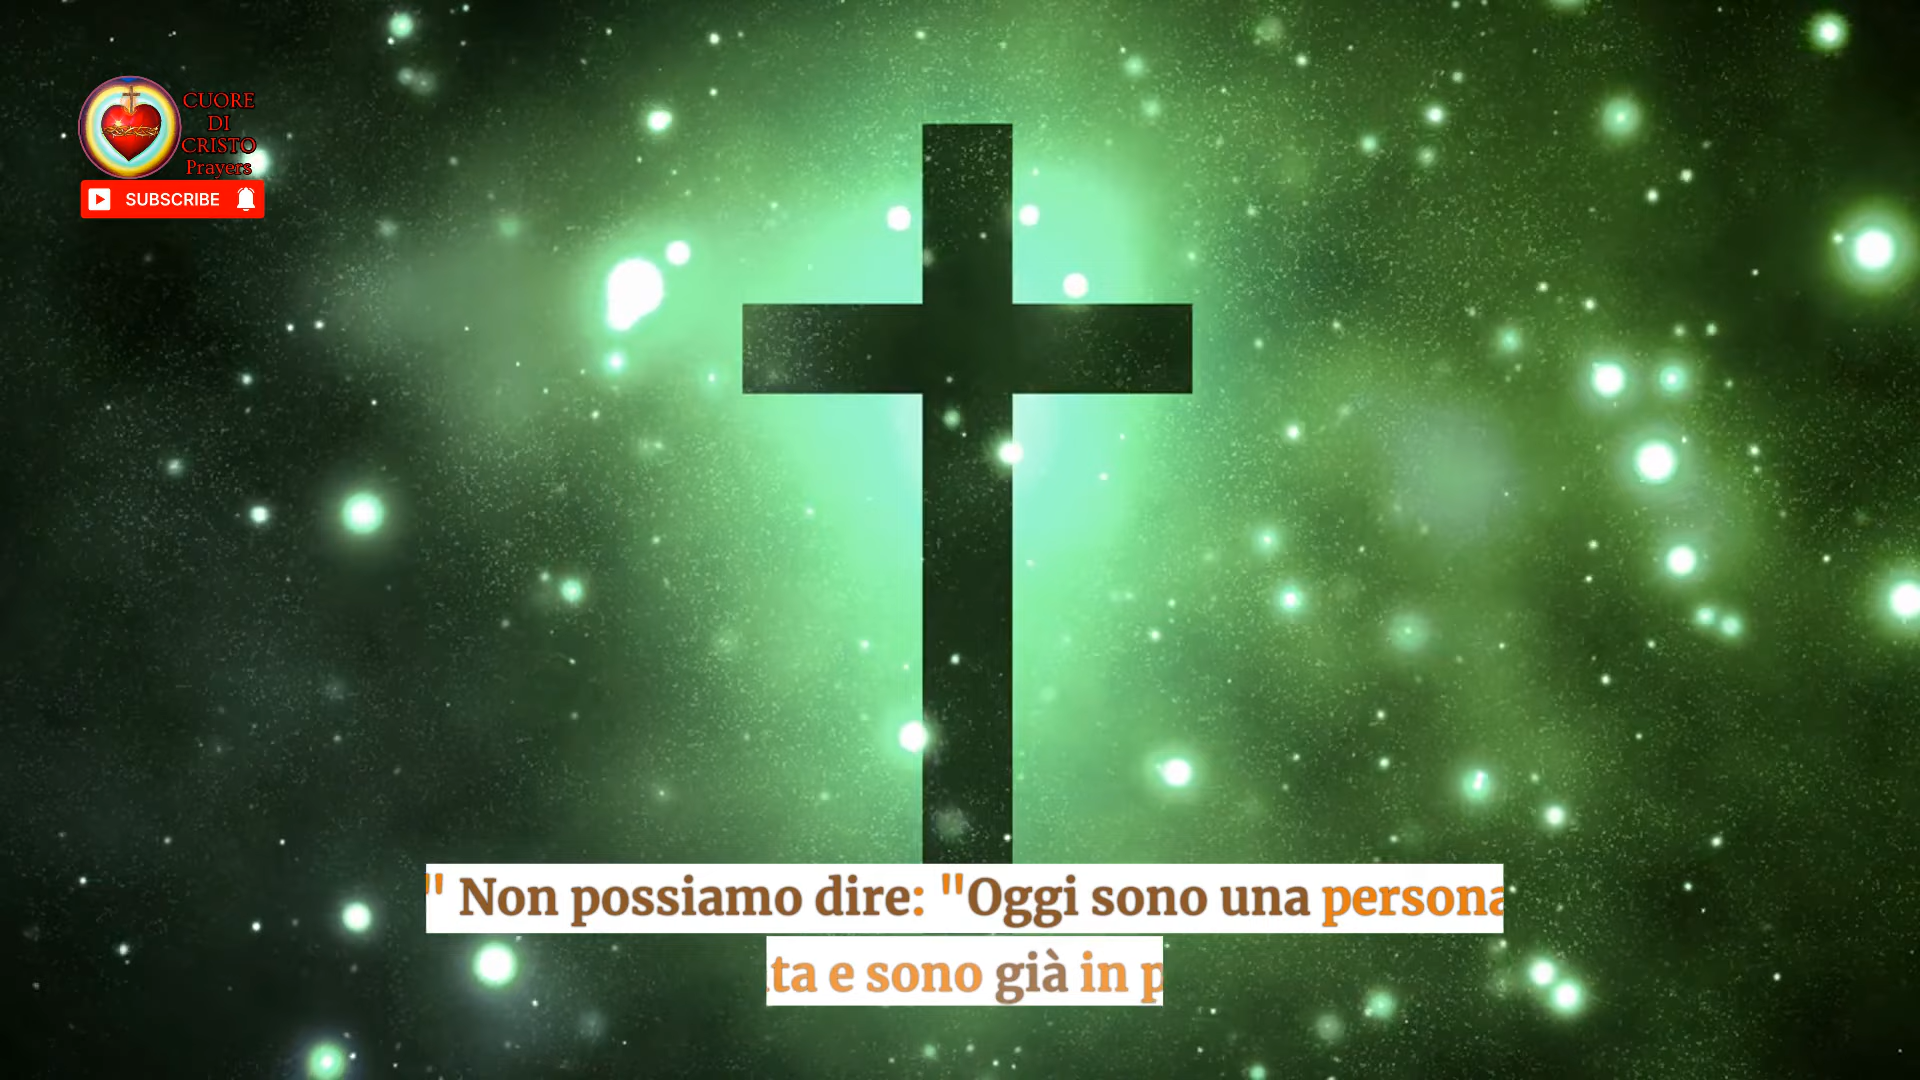 CUORE
DI
CRISTO
Prayers
SUBSCRIBE
" Non possiamo dire: "Oggi sono una persona
ta e sono già in p